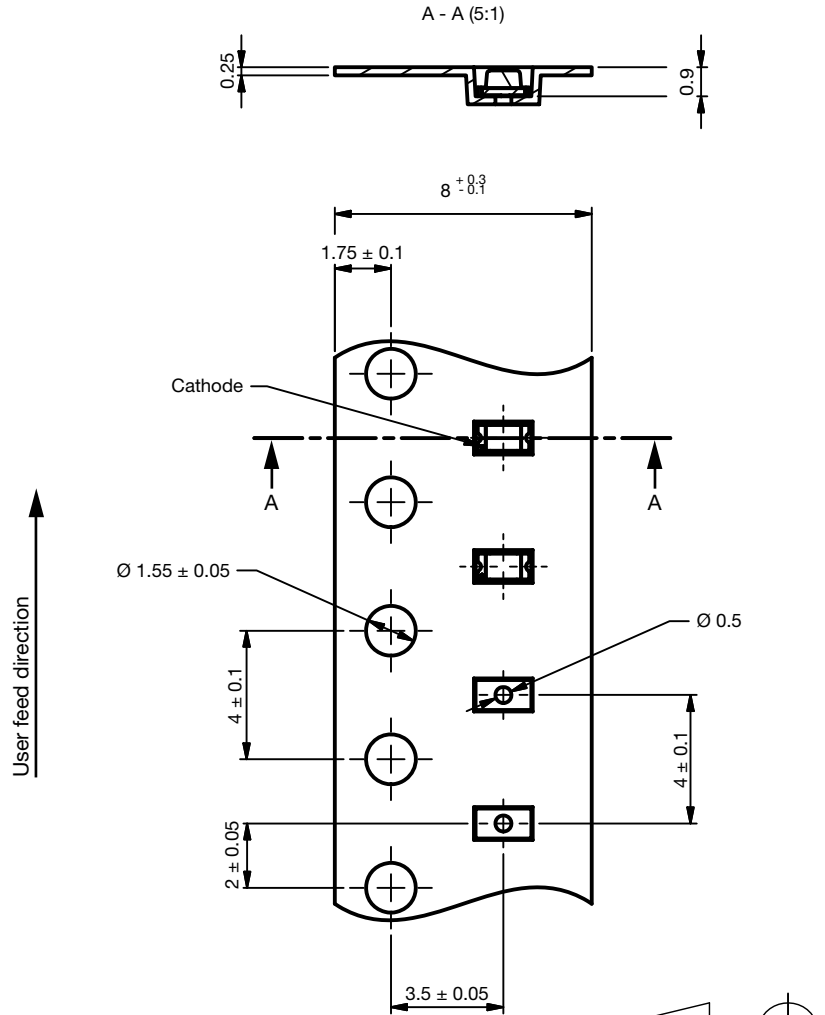 A - A (5:1)
0.25
0.9
8 + 0.3 - 0.1
1.75 ± 0.1
Cathode
A
A
Ø 1.55 ± 0.05
Ø 0.5
User feed direction
4 ± 0.1
4 ± 0.1
2 ± 0.05
3.5 ± 0.05